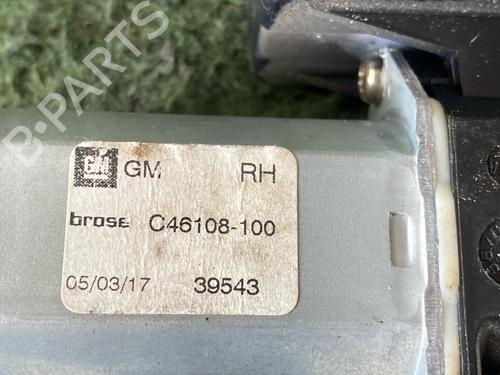 B-PARTS
GM GM RH
brose C46108-100
05/03/17 39543